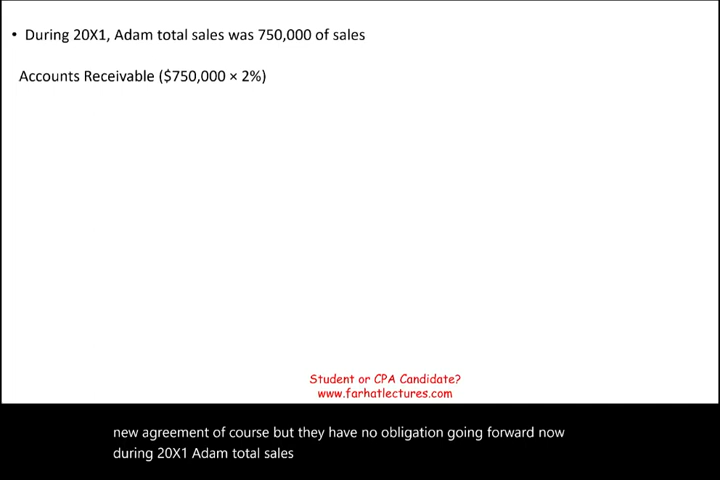 • During 20X1, Adam total sales was 750,000 of sales
Accounts Receivable ($750,000 × 2%)
Student or CPA Candidate?
www.farhatlectures.com
new agreement of course but they have no obligation going forward now
during 20X1 Adam total sales